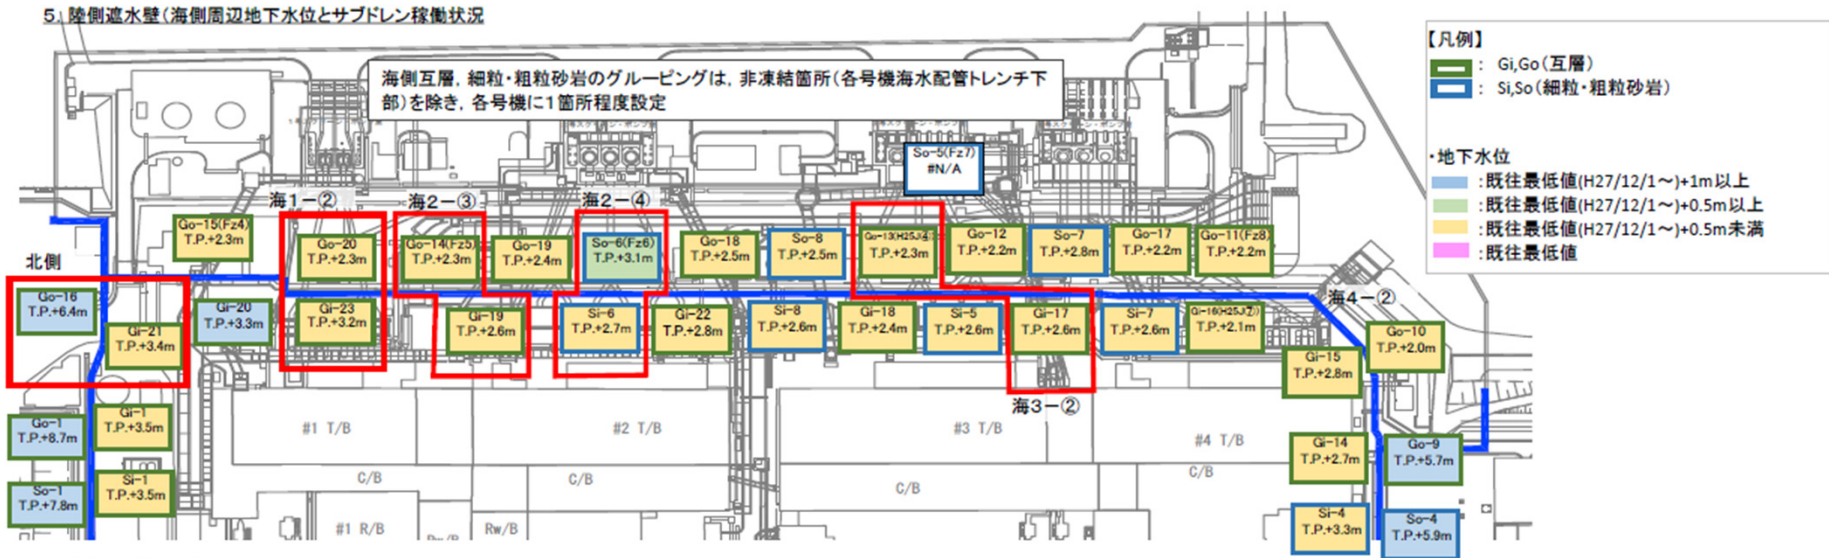 5. 陸側遮水壁(海側周辺地下水位とサブドレン稼働状況
海側互層, 細粒・粗粒砂岩のグルーピングは, 非凍結箇所(各号機海水配管トレンチ下
部)を除き, 各号機に1箇所程度設定
【凡例】
: Gi,Go(互層)
: Si,So(細粒・粗粒砂岩)
・地下水位
:既往最低値(H27/12/1～)+1m以上
:既往最低値(H27/12/1～)+0.5m以上
:既往最低値(H27/12/1～)+0.5m未満
:既往最低値
So-5(Fz7)
#N/A
海1-②
海2-③
海2-④
Go-15(Fz4)
T.P.+2.3m
Go-20
T.P.+2.3m
Go-14(Fz5)
T.P.+2.3m
Go-19
T.P.+2.4m
So-6(Fz6)
T.P.+3.1m
Go-18
T.P.+2.5m
So-8
T.P.+2.5m
Go-13(H25J④)
T.P.+2.3m
Go-12
T.P.+2.2m
So-7
T.P.+2.8m
Go-17
T.P.+2.2m
Go-11(Fz8)
T.P.+2.2m
北側
Go-16
T.P.+6.4m
Gi-21
T.P.+3.4m
Gi-20
T.P.+3.3m
Gi-23
T.P.+3.2m
Gi-19
T.P.+2.6m
Si-6
T.P.+2.7m
Gi-22
T.P.+2.8m
Si-8
T.P.+2.6m
Gi-18
T.P.+2.4m
Si-5
T.P.+2.6m
Gi-17
T.P.+2.6m
Si-7
T.P.+2.6m
Gi-16(H25J⑦)
T.P.+2.1m
海4-②
Go-10
T.P.+2.0m
Gi-15
T.P.+2.8m
海3-②
Go-1
T.P.+8.7m
Gi-1
T.P.+3.5m
#1 T/B
#2 T/B
#3 T/B
#4 T/B
Gi-14
T.P.+2.7m
Go-9
T.P.+5.7m
So-1
T.P.+7.8m
Si-1
T.P.+3.5m
C/B
C/B
C/B
C/B
Si-4
T.P.+3.3m
So-4
T.P.+5.9m
#1 R/B
Rw/B